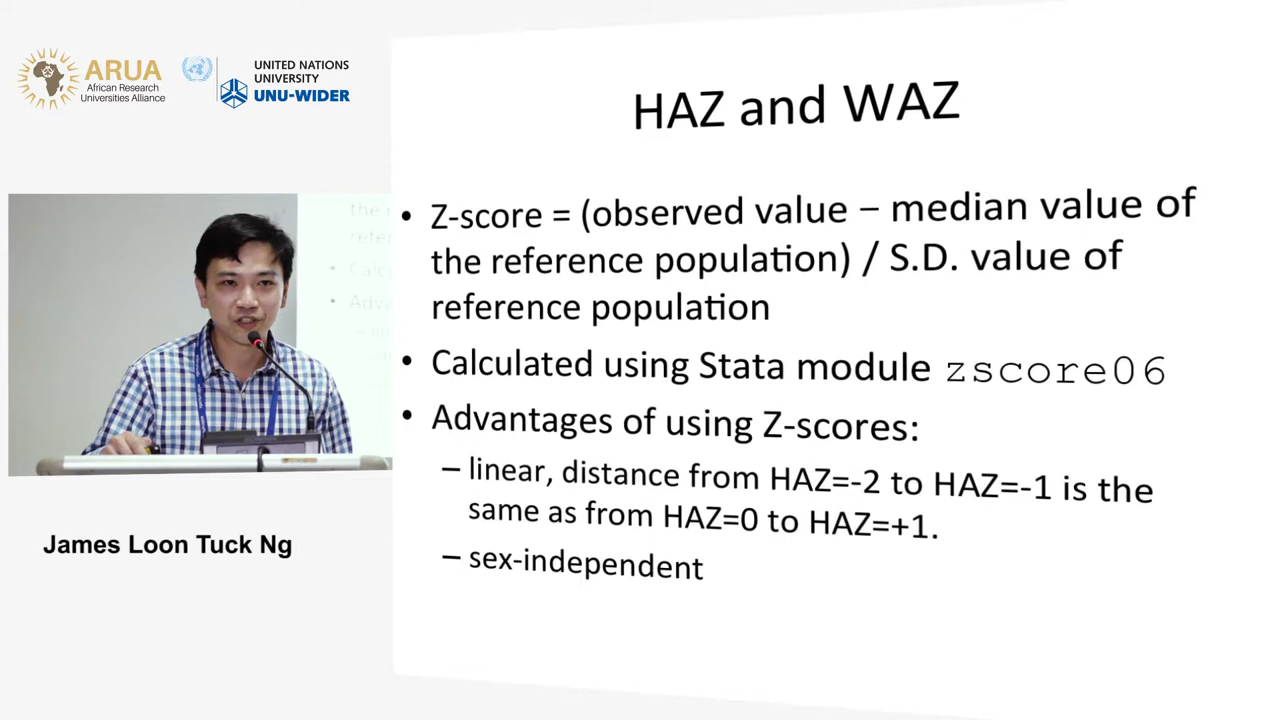 ARUA
African Research
Universities Alliance
UNITED NATIONS
UNIVERSITY
UNU-WIDER
HAZ and WAZ
• Z-score = (observed value – median value of
the reference population) / S.D. value of
reference population
• Calculated using Stata module zscore06
• Advantages of using Z-scores:
– linear, distance from HAZ=-2 to HAZ=-1 is the
same as from HAZ=0 to HAZ=+1.
– sex-independent
James Loon Tuck Ng